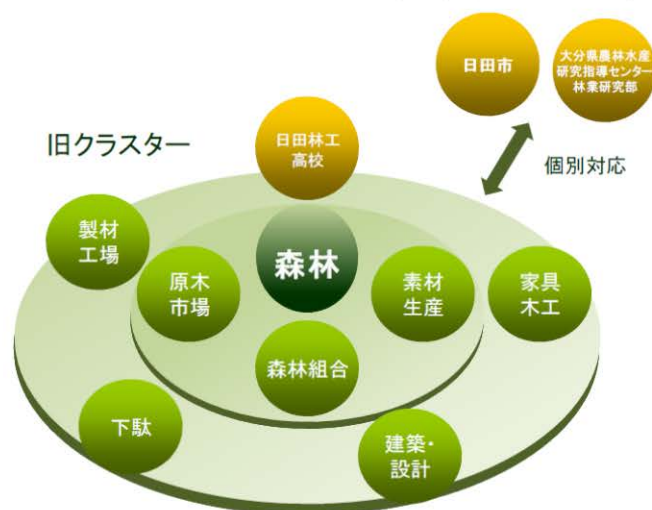 日田市
大分県農林水産
研究指導センター
林業研究部
旧クラスター
日田林工
高校
個別対応
製材
工場
森林
原木
市場
素材
生産
家具
木工
森林組合
下駄
建築・
設計